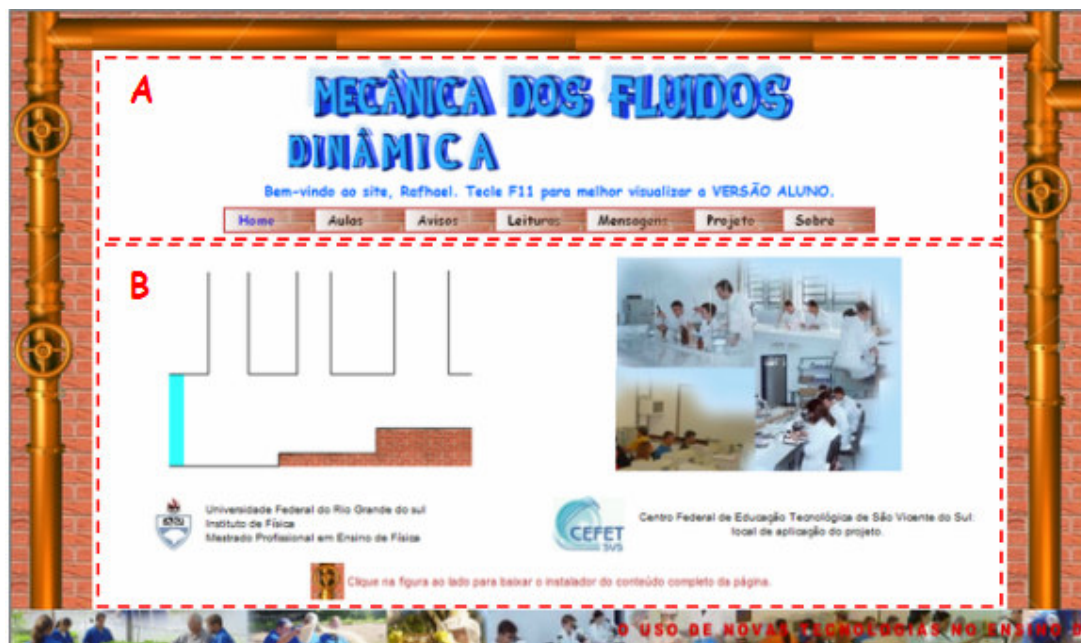 A
MECÂNICA DOS FLUIDOS
DINÂMICA
Bem-vindo ao site, Rafhael. Tecle F11 para melhor visualizar a VERSÃO ALUNO.
Home Aulas Avisos Leituras Mensagens Projeto Sobre
B
Universidade Federal do Rio Grande do sul
Instituto de Física
Mestrado Profissional em Ensino de Física
CEFET
SVS
Centro Federal de Educação Tecnológica de São Vicente do Sul:
local de aplicação do projeto.
Clique na figura ao lado para baixar o instalador do conteúdo completo da página.
O USO DE NOVAS TECNOLOGIAS NO ENSINO D